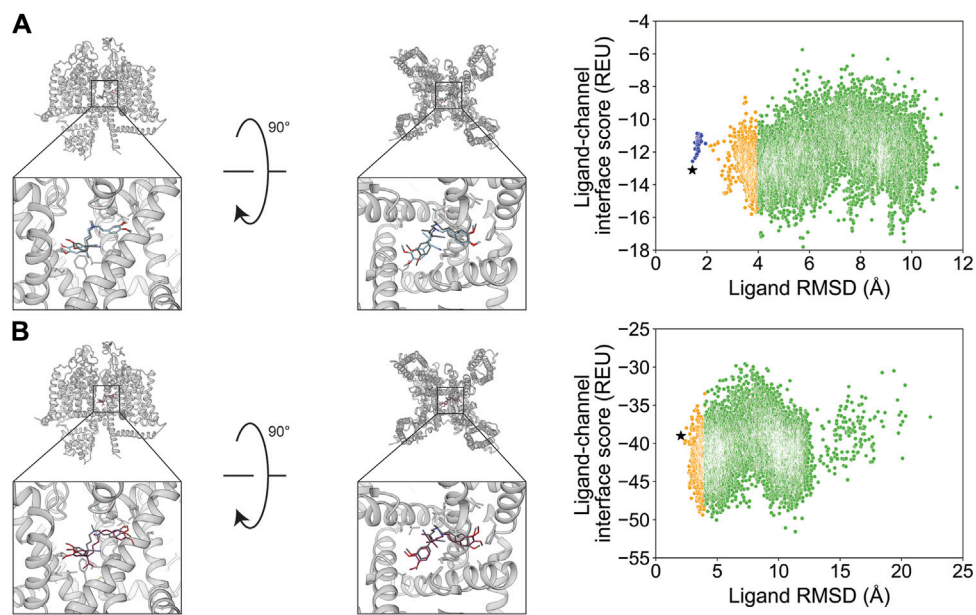 A
90°
Ligand-channel
interface score (REU)
−4
−6
−8
−10
−12
−14
−16
−18
0 2 4 6 8 10 12
Ligand RMSD (Å)
B
90°
Ligand-channel
interface score (REU)
−25
−30
−35
−40
−45
−50
−55
0 5 10 15 20 25
Ligand RMSD (Å)